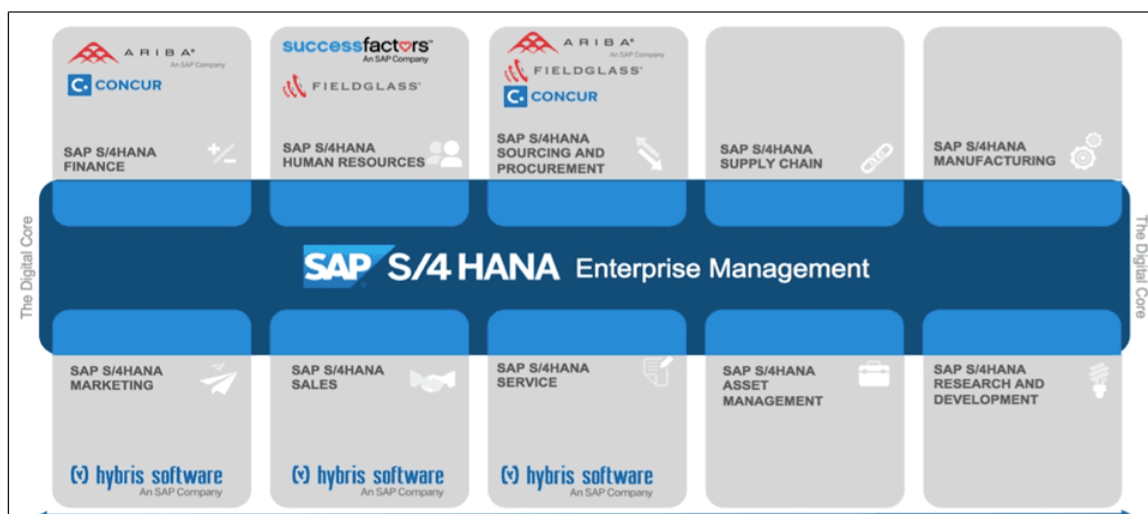 ARIBA®
An SAP Company
CONCUR
SAP S/4HANA
FINANCE
successfactors™
An SAP Company
FIELDGLASS®
SAP S/4HANA
HUMAN RESOURCES
ARIBA®
An SAP Company
FIELDGLASS®
CONCUR
SAP S/4HANA
SOURCING AND
PROCUREMENT
SAP S/4HANA
SUPPLY CHAIN
SAP S/4HANA
MANUFACTURING
The Digital Core
SAP S/4 HANA Enterprise Management
The Digital Core
SAP S/4HANA
MARKETING
hybris software
An SAP Company
SAP S/4HANA
SALES
hybris software
An SAP Company
SAP S/4HANA
SERVICE
hybris software
An SAP Company
SAP S/4HANA
ASSET
MANAGEMENT
SAP S/4HANA
RESEARCH AND
DEVELOPMENT